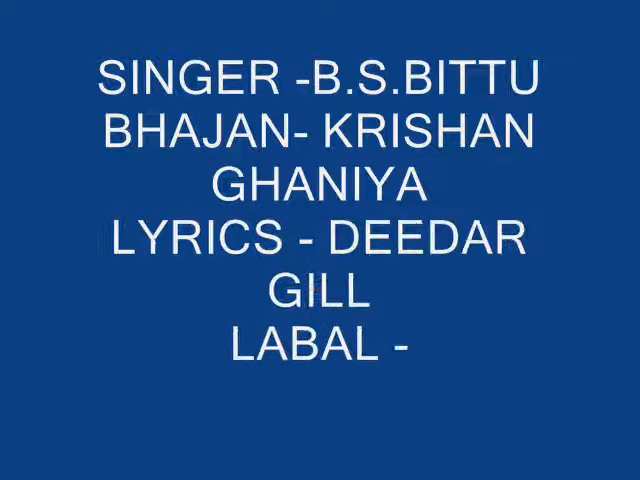 SINGER -B.S.BITTU
BHAJAN- KRISHAN
GHANIYA
LYRICS - DEEDAR
GILL
LABAL -